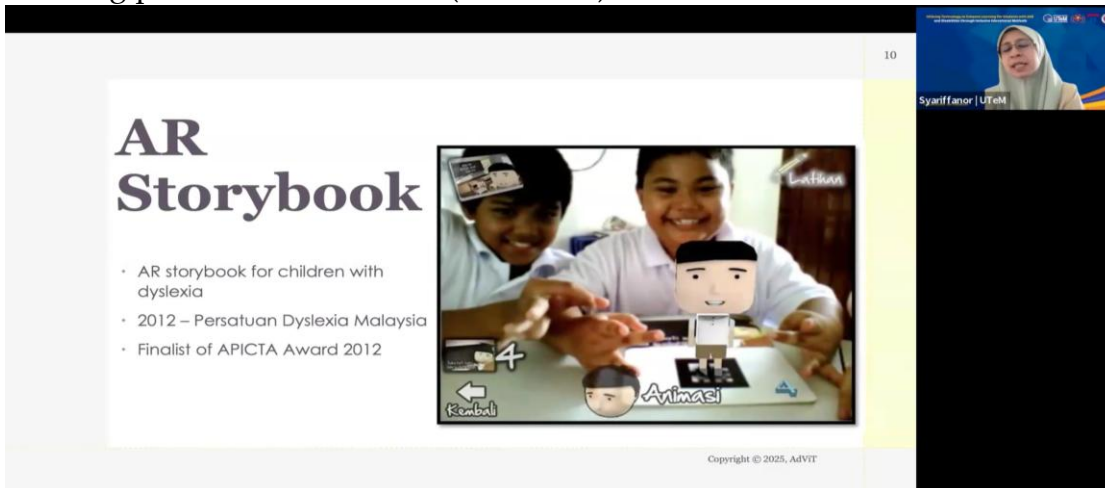 10
AR
Storybook
· AR storybook for children with
dyslexia
· 2012 – Persatuan Dyslexia Malaysia
· Finalist of APICTA Award 2012
Latihan
4
Kembali
Animasi
Copyright © 2025, AdViT
Syariffanor | UTeM